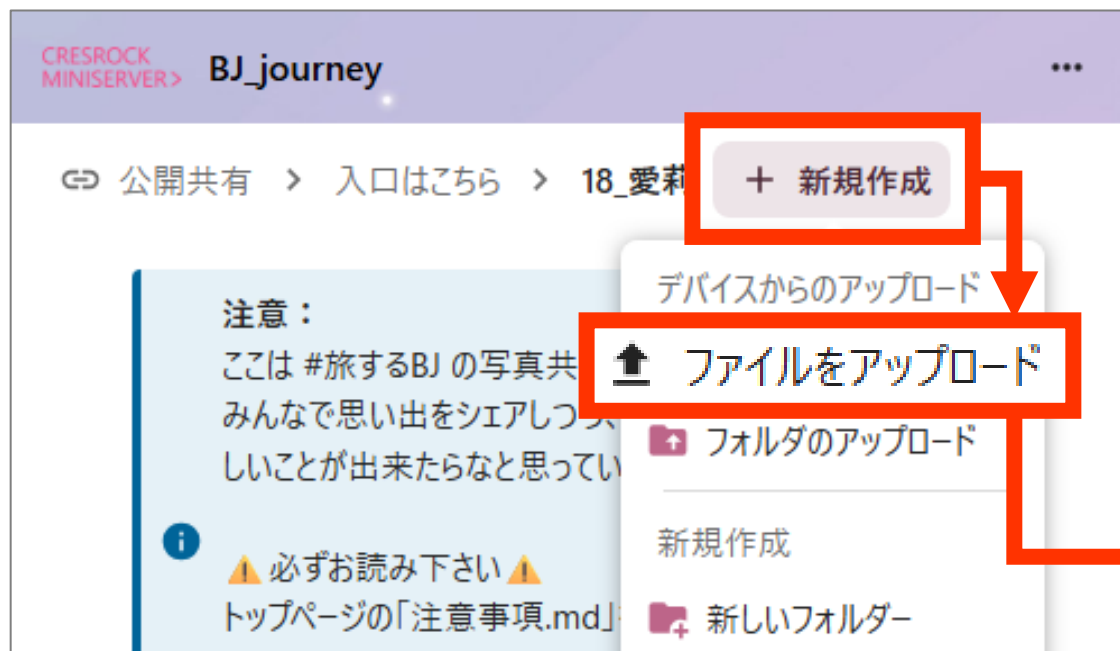 CRESROCK
MINISERVER>
BJ_journey
公開共有 > 入口はこちら > 18_愛莉
+ 新規作成
デバイスからのアップロード
ファイルをアップロード
フォルダのアップロード
新規作成
新しいフォルダー
注意：
ここは #旅するBJ の写真共
みんなで思い出をシェアしつつ、
しいことが出来たらなと思ってい
⚠必ずお読み下さい⚠
トップページの「注意事項.md」